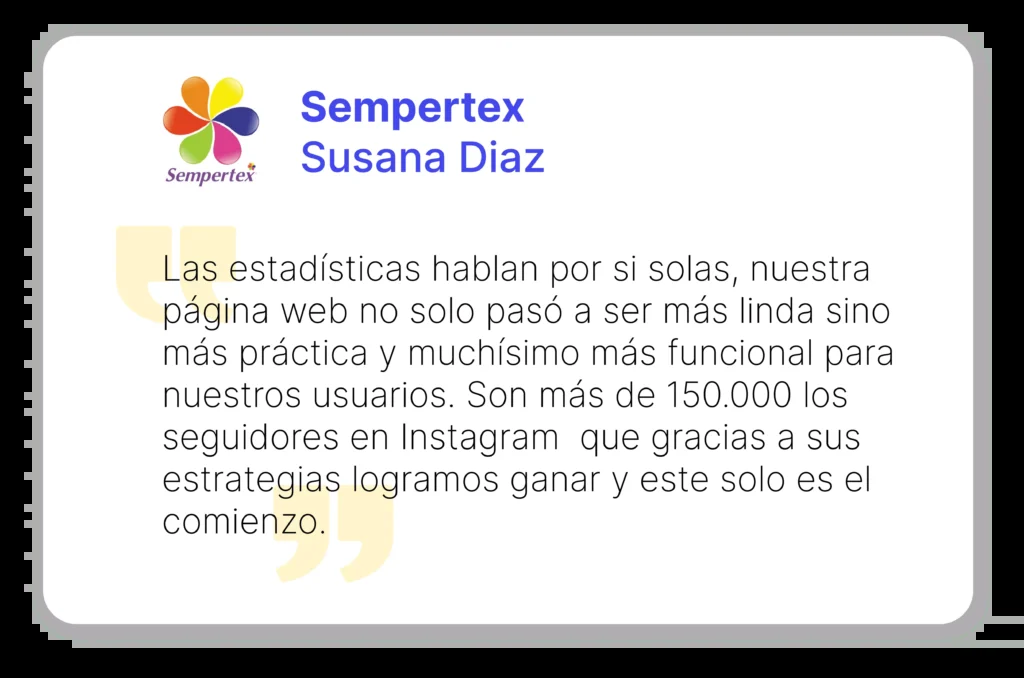 Sempertex
Susana Diaz
Sempertex
Las estadísticas hablan por si solas, nuestra
página web no solo pasó a ser más linda sino
más práctica y muchísimo más funcional para
nuestros usuarios. Son más de 150.000 los
seguidores en Instagram  que gracias a sus
estrategias logramos ganar y este solo es el
comienzo.